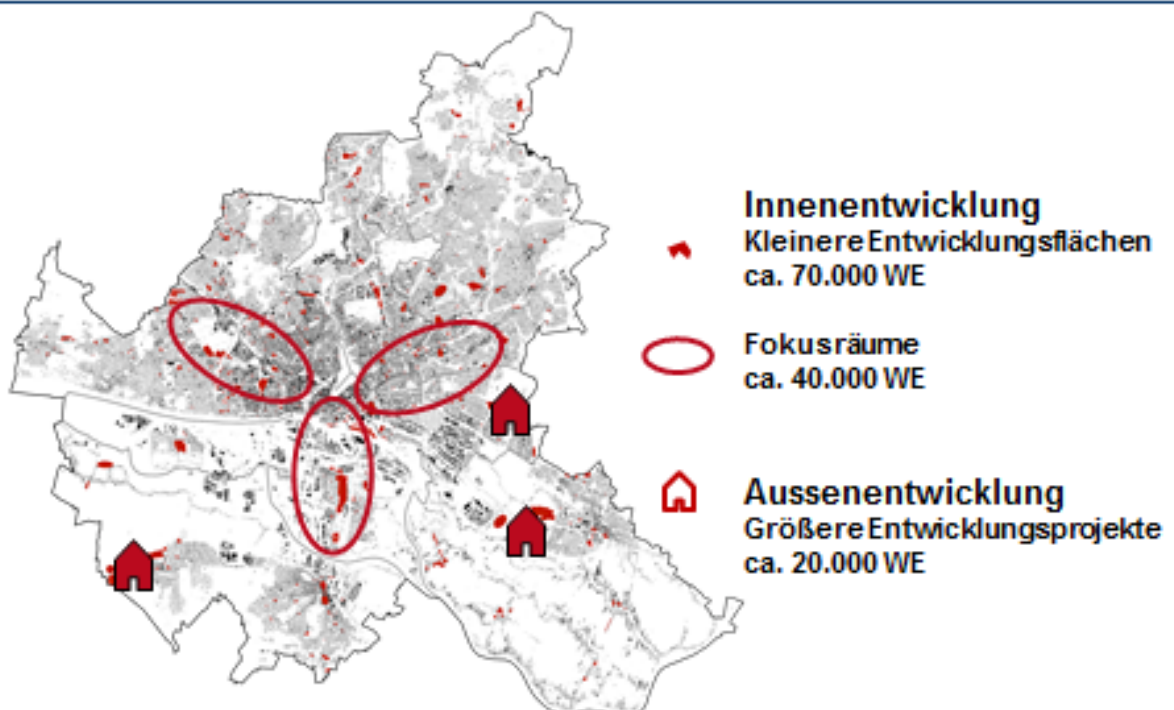 Innenentwicklung
Kleinere Entwicklungsflächen
ca. 70.000 WE
Fokusräume
ca. 40.000 WE
Aussenentwicklung
Größere Entwicklungsprojekte
ca. 20.000 WE